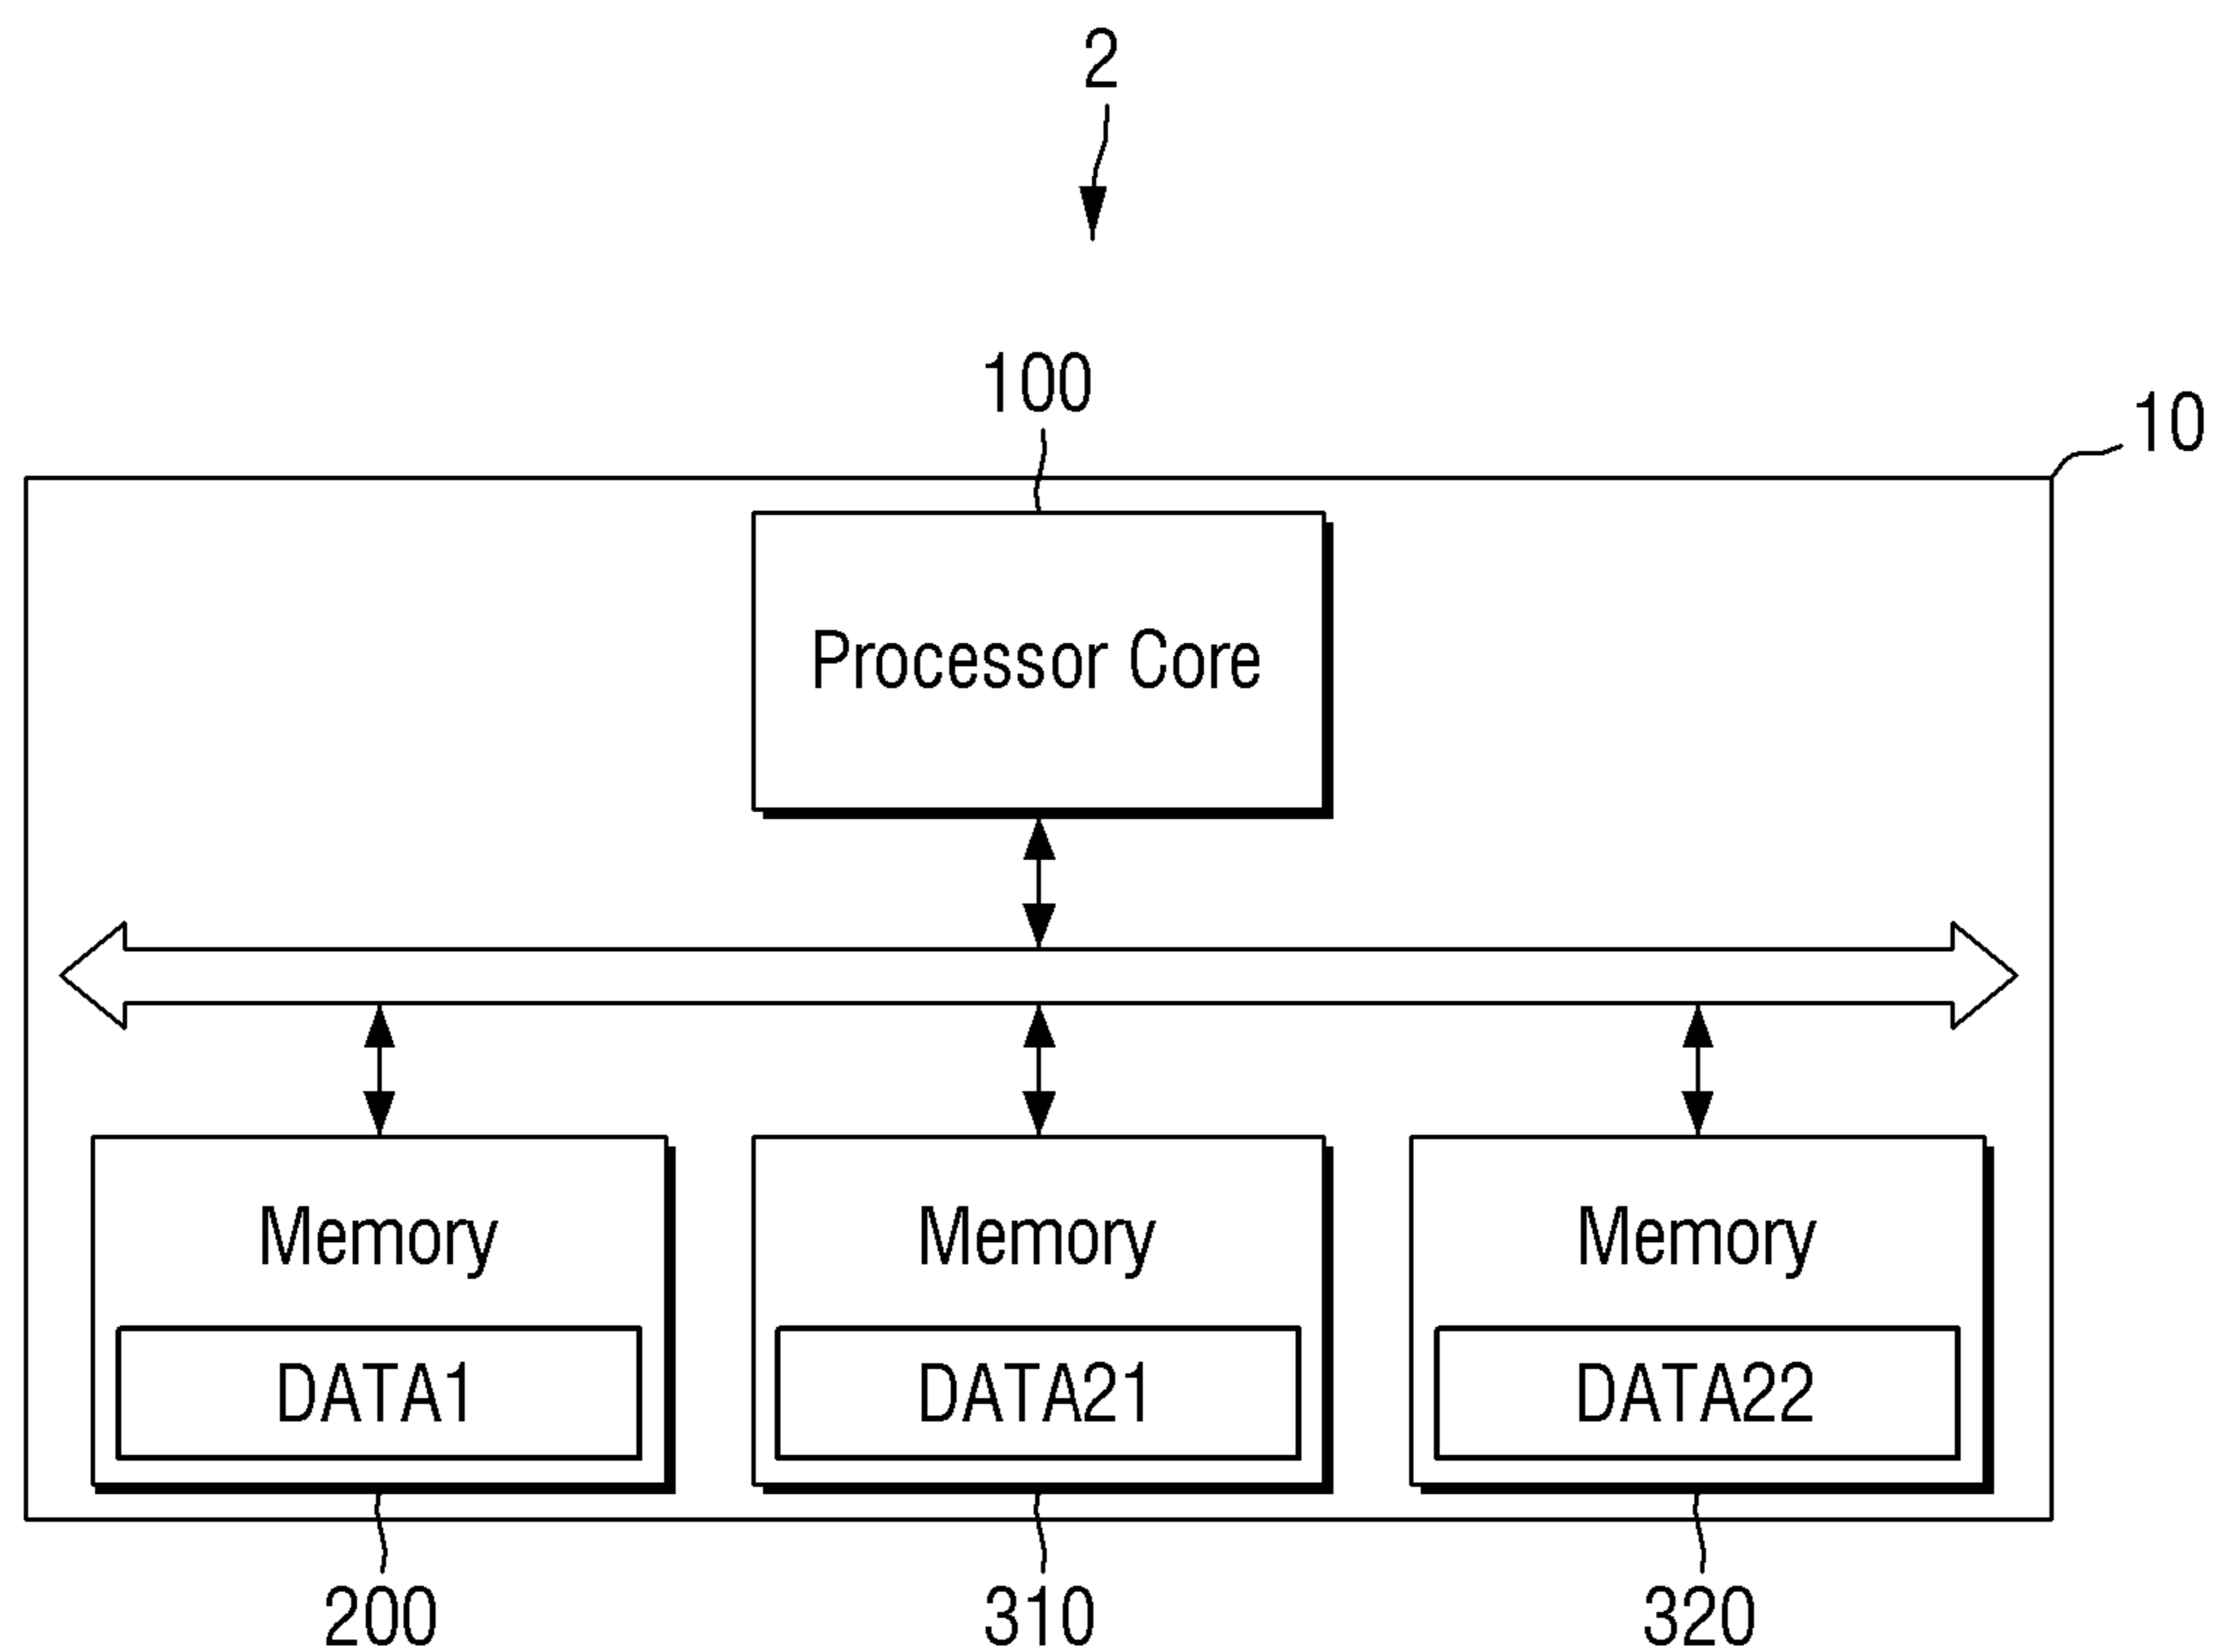 2
100
10
Processor Core
Memory Memory Memory
DATA1 DATA21 DATA22
200 310 320